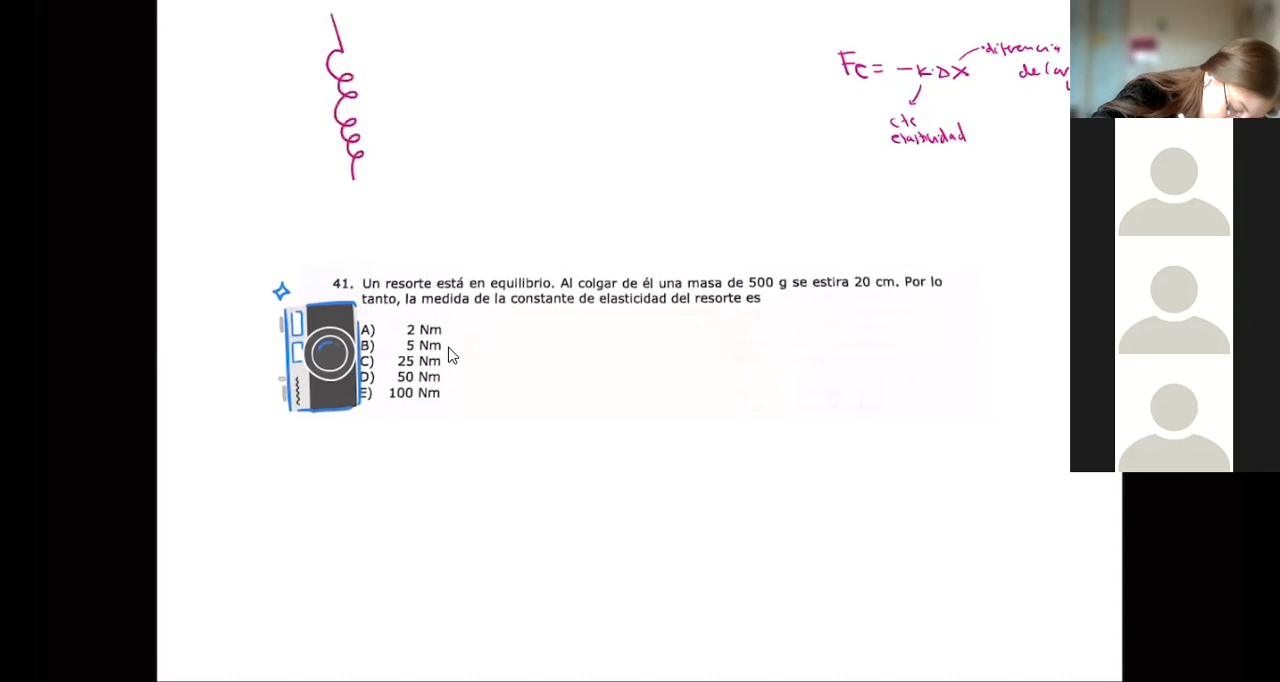 Fc = -K·Δx
diferencia
de
cte
elasticidad
41. Un resorte está en equilibrio. Al colgar de él una masa de 500 g se estira 20 cm. Por lo
tanto, la medida de la constante de elasticidad del resorte es
A) 2 Nm
B) 5 Nm
C) 25 Nm
D) 50 Nm
E) 100 Nm